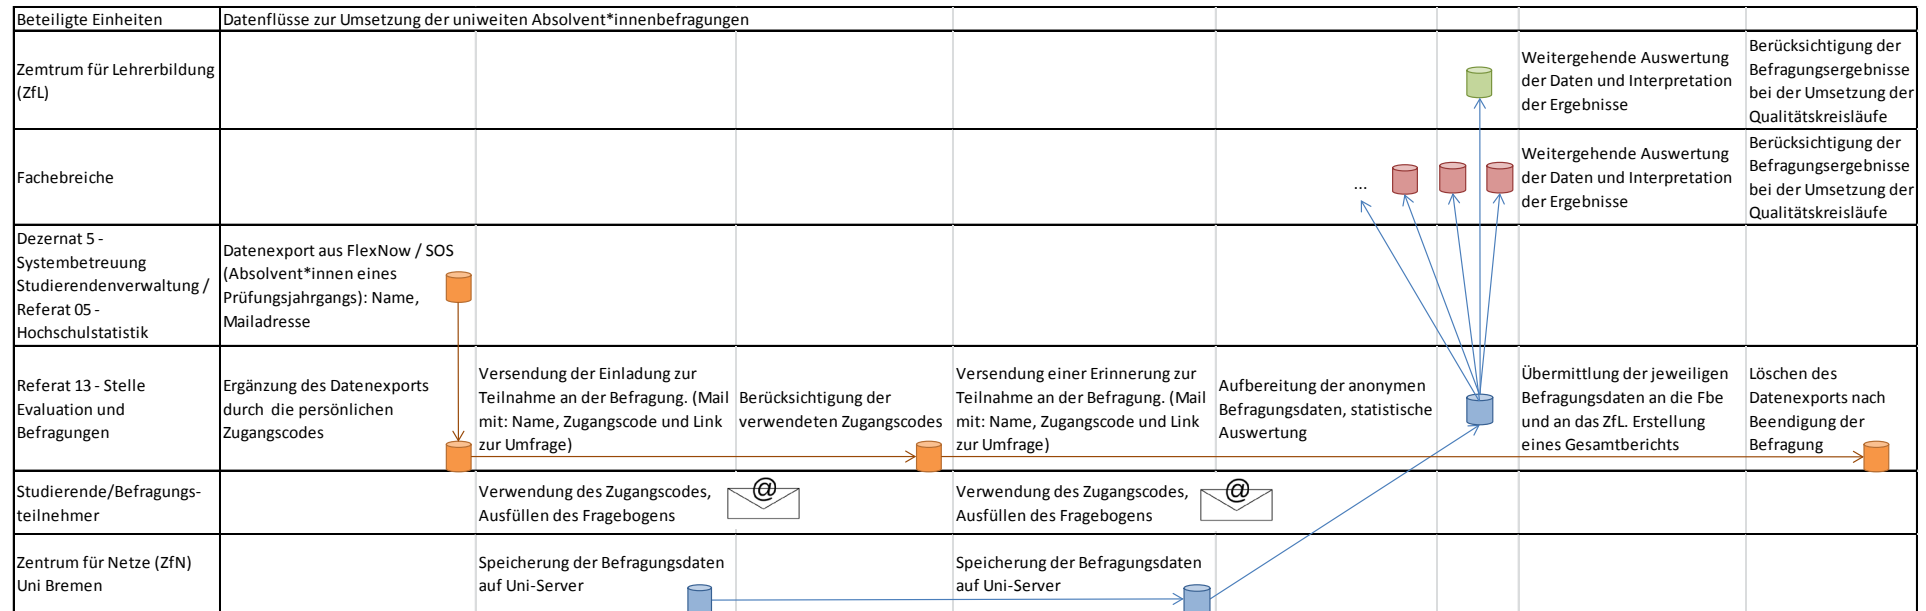 Beteiligte Einheiten
Datenflüsse zur Umsetzung der uniweiten Absolvent*innenbefragungen
Zemtrum für Lehrerbildung
(ZfL)
Weitergehende Auswertung
der Daten und Interpretation
der Ergebnisse
Berücksichtigung der
Befragungsergebnisse
bei der Umsetzung der
Qualitätskreisläufe
Fachebreiche
...
Weitergehende Auswertung
der Daten und Interpretation
der Ergebnisse
Berücksichtigung der
Befragungsergebnisse
bei der Umsetzung der
Qualitätskreisläufe
Dezernat 5 -
Systembetreuung
Studierendenverwaltung /
Referat 05 -
Hochschulstatistik
Datenexport aus FlexNow / SOS
(Absolvent*innen eines
Prüfungsjahrgangs): Name,
Mailadresse
Referat 13 - Stelle
Evaluation und
Befragungen
Ergänzung des Datenexports
durch die persönlichen
Zugangscodes
Versendung der Einladung zur
Teilnahme an der Befragung. (Mail
mit: Name, Zugangscode und Link
zur Umfrage)
Berücksichtigung der
verwendeten Zugangscodes
Versendung einer Erinnerung zur
Teilnahme an der Befragung. (Mail
mit: Name, Zugangscode und Link
zur Umfrage)
Aufbereitung der anonymen
Befragungsdaten, statistische
Auswertung
Übermittlung der jeweiligen
Befragungsdaten an die Fbe
und an das ZfL. Erstellung
eines Gesamtberichts
Löschen des
Datenexports nach
Beendigung der
Befragung
Studierende/Befragungs-
teilnehmer
Verwendung des Zugangscodes,
Ausfüllen des Fragebogens
@
Verwendung des Zugangscodes,
Ausfüllen des Fragebogens
@
Zentrum für Netze (ZfN)
Uni Bremen
Speicherung der Befragungsdaten
auf Uni-Server
Speicherung der Befragungsdaten
auf Uni-Server